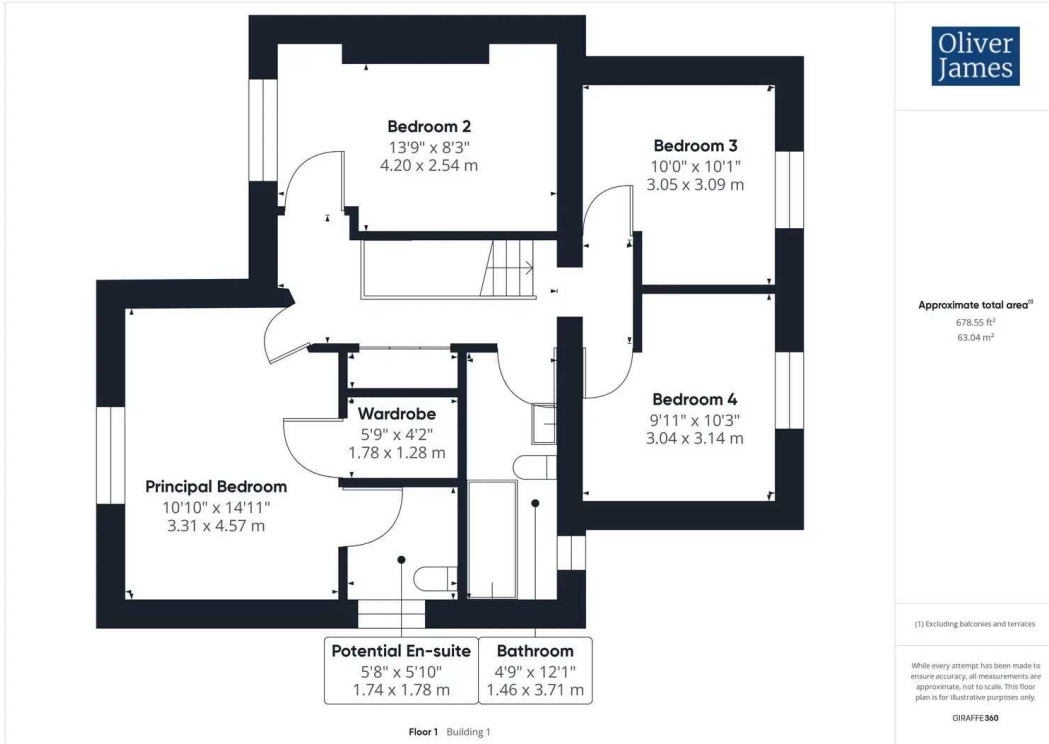 Oliver
James
Bedroom 2
13'9" x 8'3"
4.20 x 2.54 m
Bedroom 3
10'0" x 10'1"
3.05 x 3.09 m
Wardrobe
5'9" x 4'2"
1.78 x 1.28 m
Bedroom 4
9'11" x 10'3"
3.04 x 3.14 m
Principal Bedroom
10'10" x 14'11"
3.31 x 4.57 m
Potential En-suite
5'8" x 5'10"
1.74 x 1.78 m
Bathroom
4'9" x 12'1"
1.46 x 3.71 m
Floor 1 Building 1
Approximate total area(1)
678.55 ft²
63.04 m²
(1) Excluding balconies and terraces
While every attempt has been made to
ensure accuracy, all measurements are
approximate, not to scale. This floor
plan is for illustrative purposes only.
GIRAFFE360